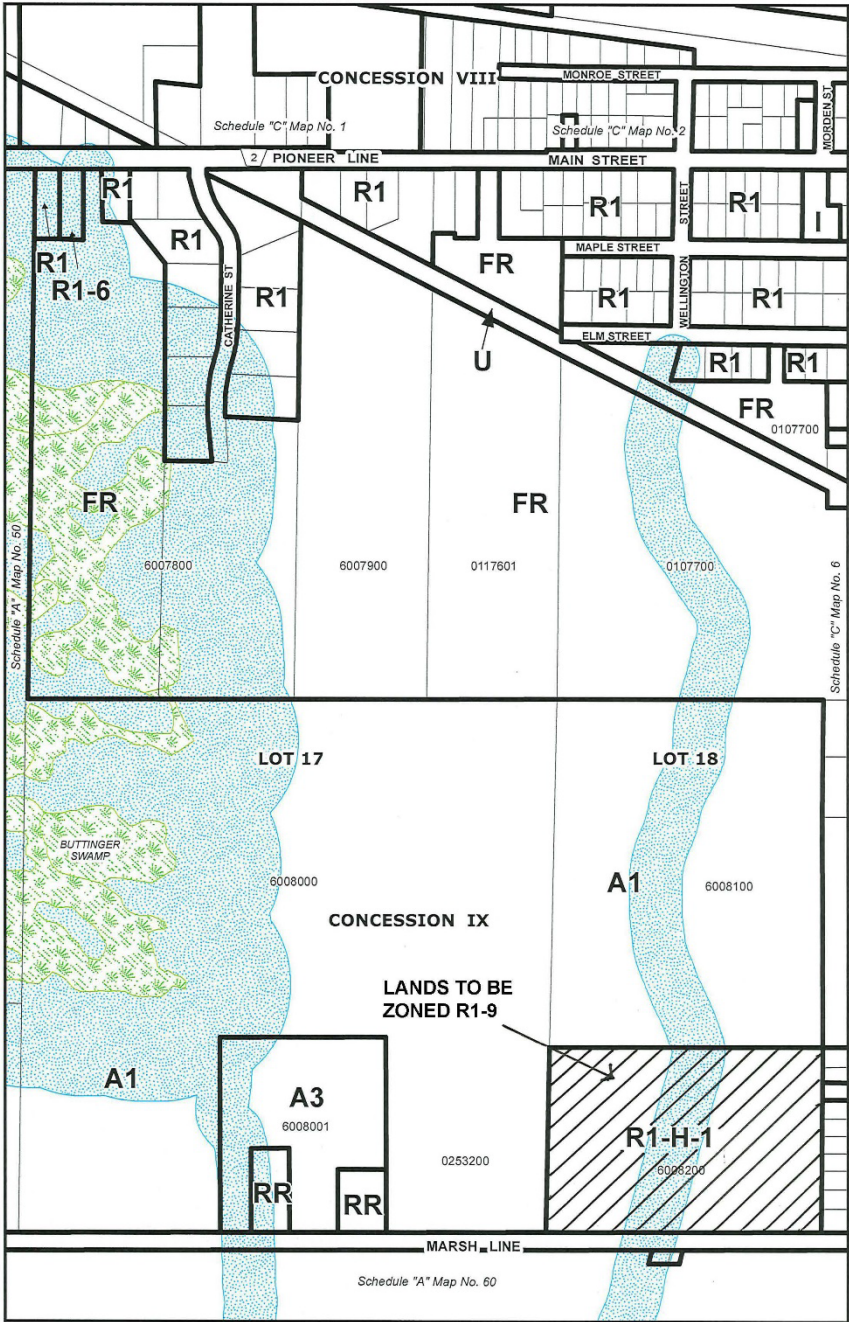 CONCESSION VIII
MONROE STREET
MORDEN ST
Schedule "C" Map No. 1
Schedule "C" Map No. 2
2 PIONEER LINE
MAIN STREET
R1
R1
R1
R1
STREET
I
R1
R1-6
R1
CATHERINE ST
R1
FR
MAPLE STREET
R1
WELLINGTON
R1
U
ELM STREET
R1
R1
FR
0107700
FR
FR
Schedule "A" Map No. 50
6007800
6007900
0117601
0107700
Schedule "C" Map No. 6
LOT 17
LOT 18
BUTTINGER
SWAMP
6008000
A1
6008100
CONCESSION IX
LANDS TO BE
ZONED R1-9
A1
A3
6008001
R1-H-1
0253200
6008200
RR
RR
MARSH LINE
Schedule "A" Map No. 60